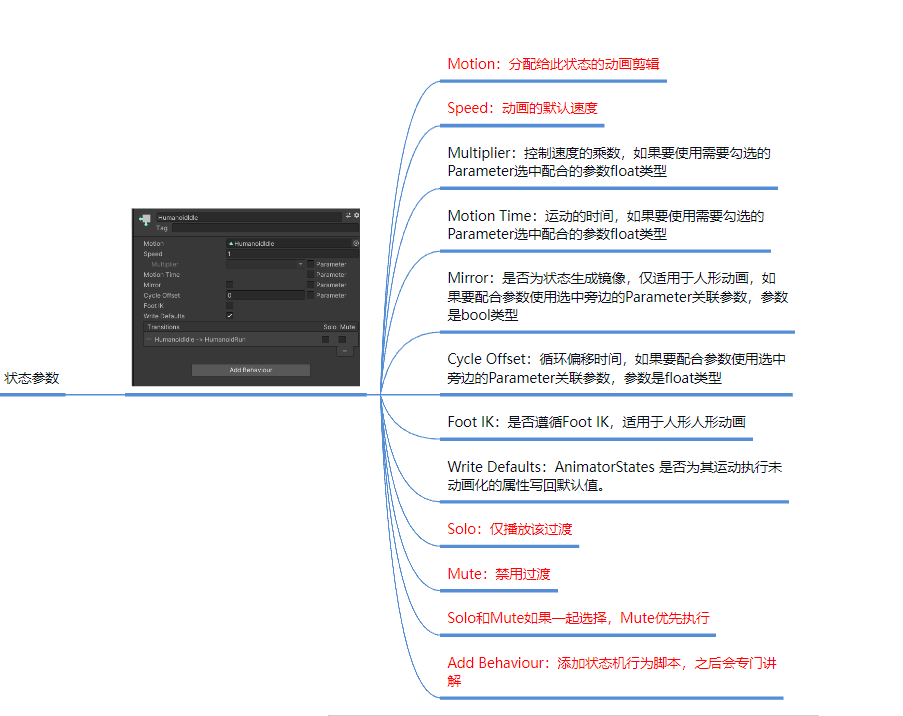 状态参数
HumanoidIdle
Tag
Motion
HumanoidIdle
Speed
1
Multiplier
Parameter
Motion Time
Parameter
Mirror
Parameter
Cycle Offset
0
Parameter
Foot IK
Write Defaults
Transitions
Solo Mute
HumanoidIdle -> HumanoidRun
Add Behaviour
Motion：分配给此状态的动画剪辑
Speed：动画的默认速度
Multiplier：控制速度的乘数，如果要使用需要勾选的
Parameter选中配合的参数float类型
Motion Time：运动的时间，如果要使用需要勾选的
Parameter选中配合的参数float类型
Mirror：是否为状态生成镜像，仅适用于人形动画，如
果要配合参数使用选中旁边的Parameter关联参数，参数
是bool类型
Cycle Offset：循环偏移时间，如果要配合参数使用选中
旁边的Parameter关联参数，参数是float类型
Foot IK：是否遵循Foot IK，适用于人形人形动画
Write Defaults：AnimatorStates 是否为其运动执行未
动画化的属性写回默认值。
Solo：仅播放该过渡
Mute：禁用过渡
Solo和Mute如果一起选择，Mute优先执行
Add Behaviour：添加状态机行为脚本，之后会专门讲
解